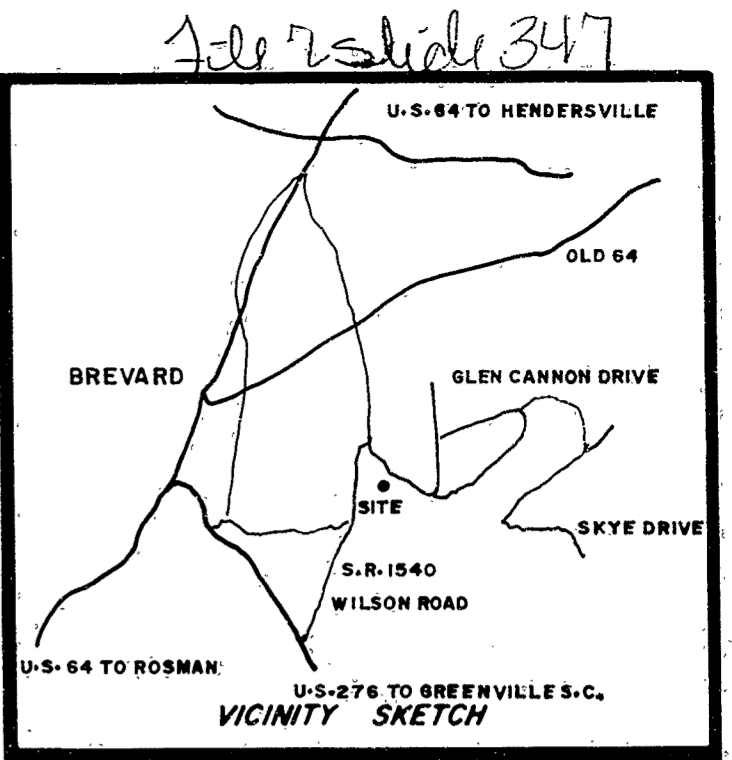 File 7 slide 347
U.S. 64 TO HENDERSVILLE
OLD 64
BREVARD
GLEN CANNON DRIVE
SITE
SKYE DRIVE
S.R. 1540
WILSON ROAD
U.S. 64 TO ROSMAN
U.S. 276 TO GREENVILLE S.C.
VICINITY SKETCH